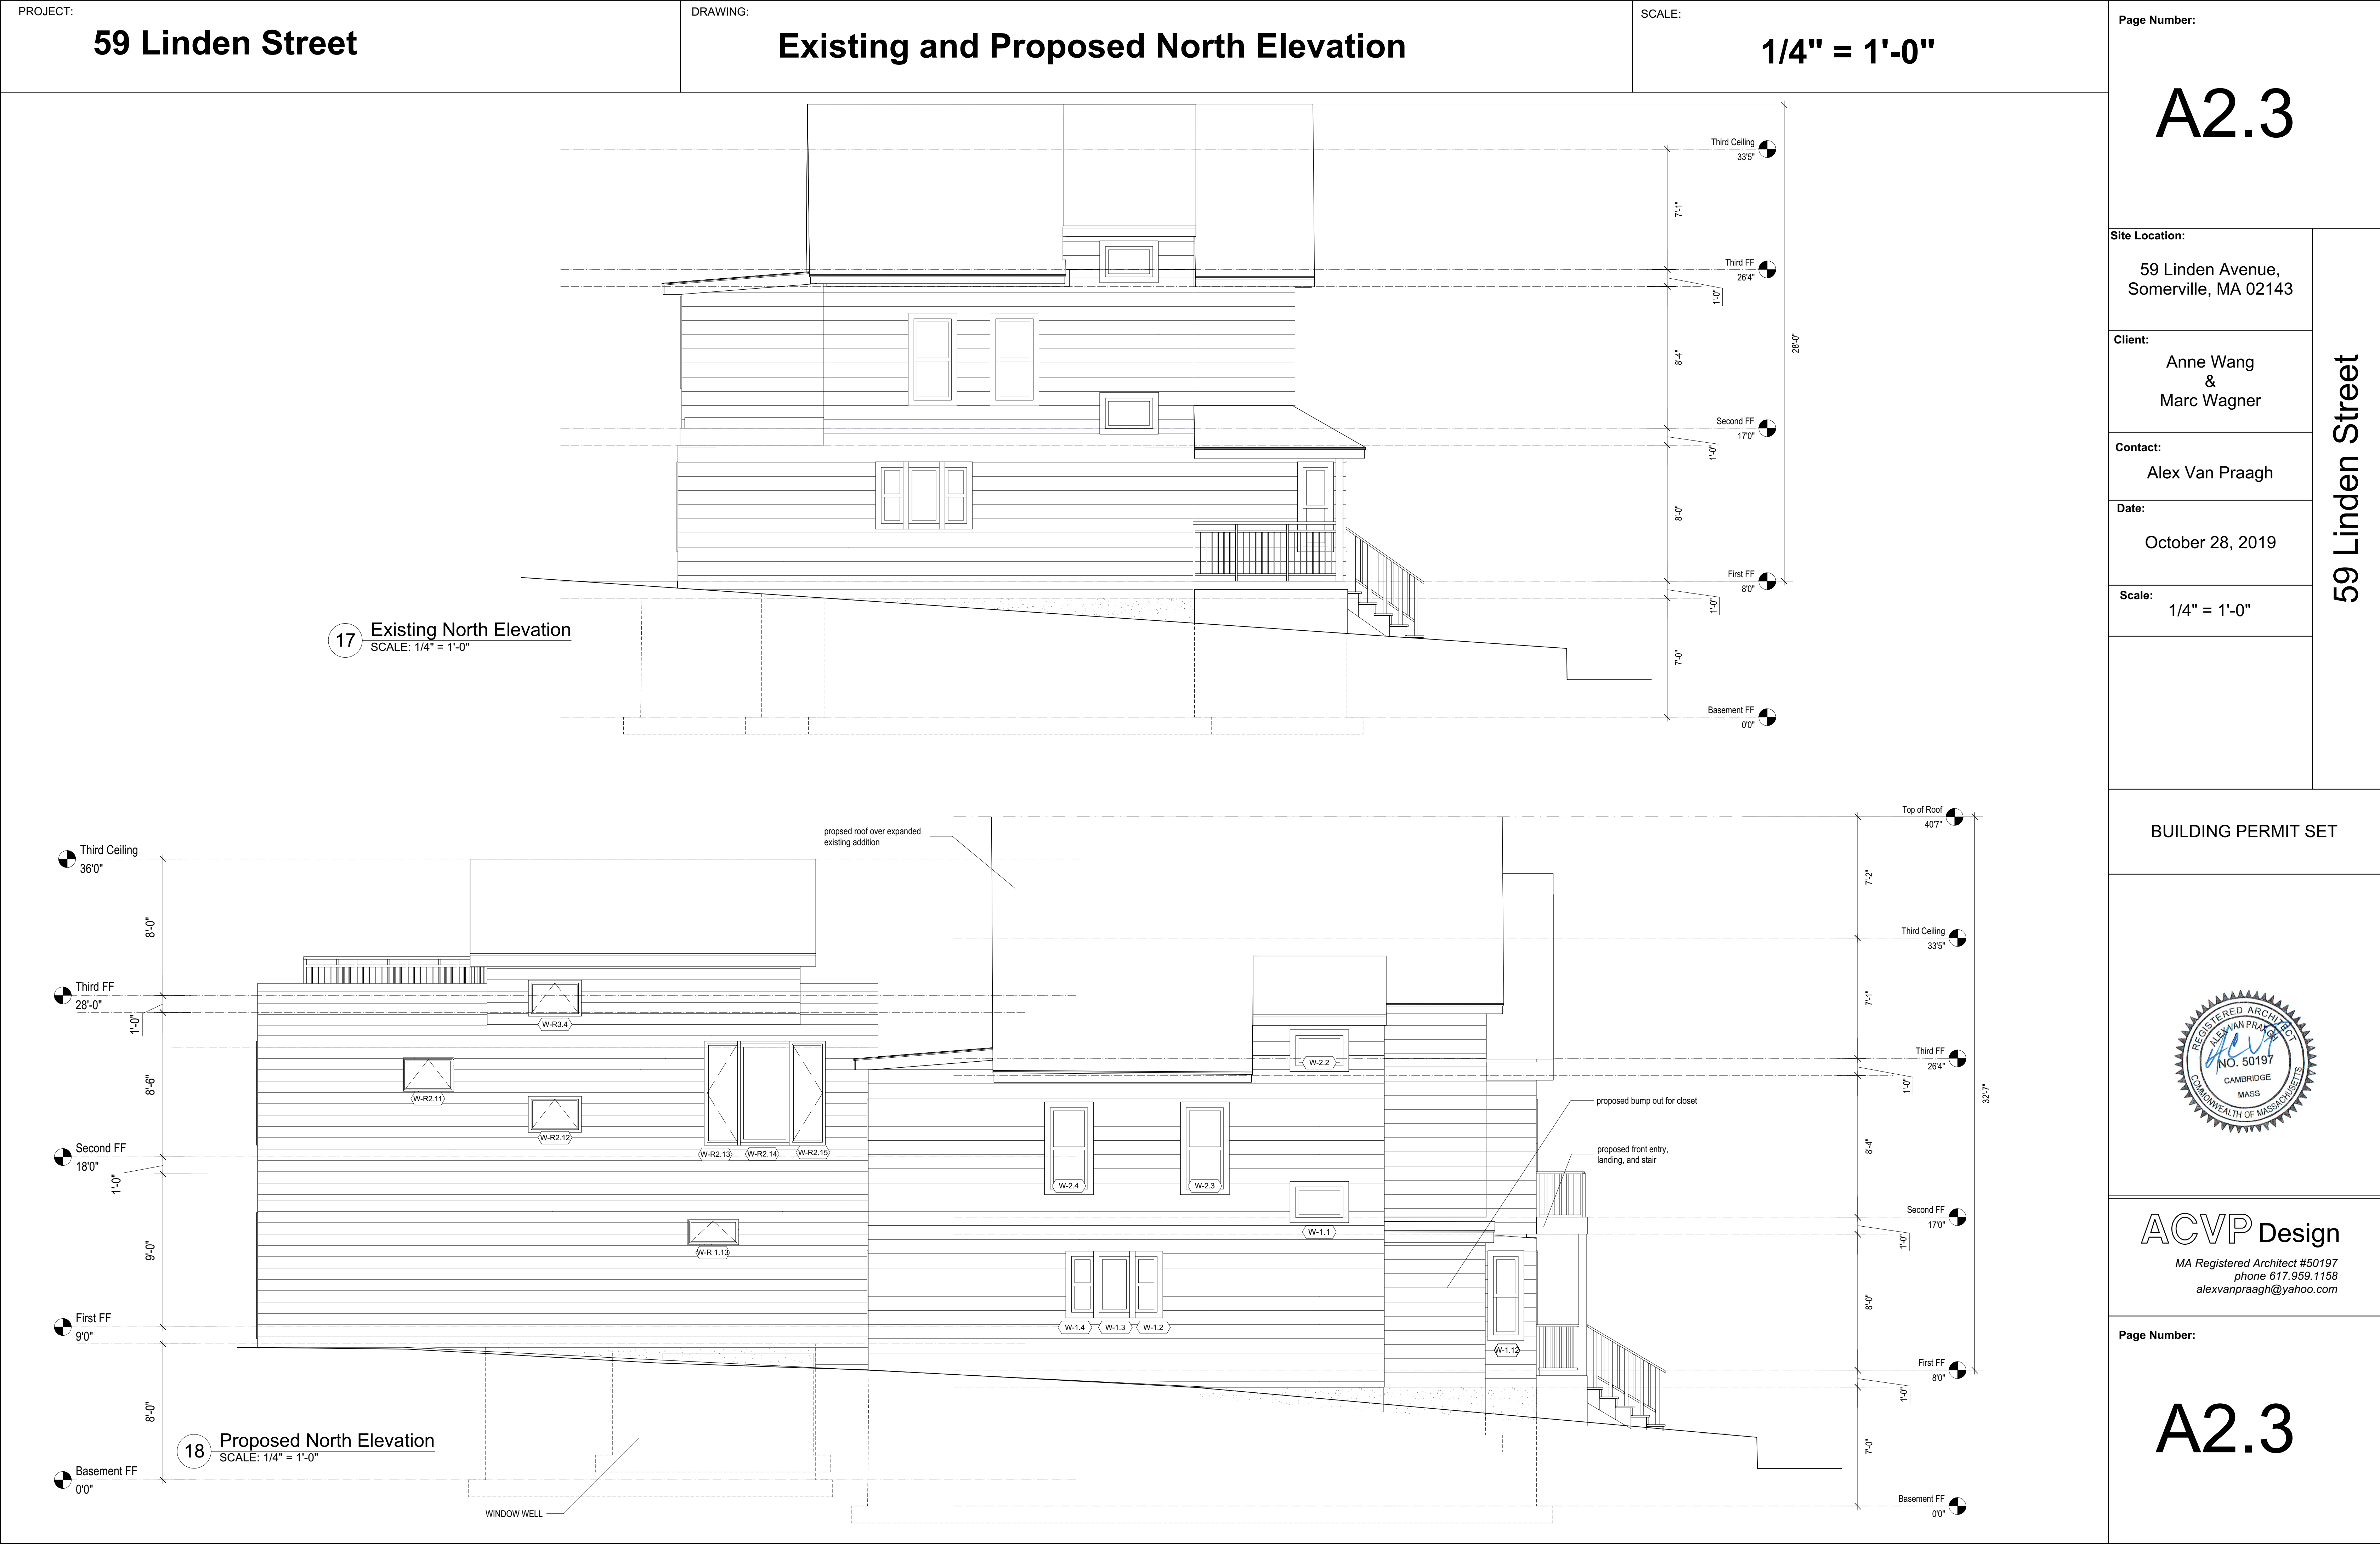 PROJECT:
59 Linden Street
DRAWING:
Existing and Proposed North Elevation
SCALE:
1/4" = 1'-0"
Page Number:
A2.3
Site Location:
59 Linden Avenue,
Somerville, MA 02143
Client:
Anne Wang
&
Marc Wagner
Contact:
Alex Van Praagh
Date:
October 28, 2019
Scale:
1/4" = 1'-0"
59 Linden Street
BUILDING PERMIT SET
REGISTERED ARCHITECT
ALEX VAN PRAAGH
NO. 50197
CAMBRIDGE
MASS
COMMONWEALTH OF MASSACHUSETTS
ACVP Design
MA Registered Architect #50197
phone 617.959.1158
alexvanpraagh@yahoo.com
Page Number:
A2.3
Third Ceiling
33'5"
7'-1"
Third FF
26'4"
1'-0"
8'-4"
28'-0"
Second FF
17'0"
1'-0"
8'-0"
First FF
8'0"
1'-0"
7'-0"
Basement FF
0'0"
17
Existing North Elevation
SCALE: 1/4" = 1'-0"
Third Ceiling
36'0"
8'-0"
Third FF
28'-0"
1'-0"
8'-6"
Second FF
18'0"
1'-0"
9'-0"
First FF
9'0"
8'-0"
Basement FF
0'0"
propsed roof over expanded
existing addition
W-R3.4
W-R2.11
W-R2.12
W-R2.13
W-R2.14
W-R2.15
W-R 1.13
W-2.2
W-2.4
W-2.3
W-1.1
W-1.4
W-1.3
W-1.2
W-1.12
proposed bump out for closet
proposed front entry,
landing, and stair
WINDOW WELL
Top of Roof
40'7"
7'-2"
Third Ceiling
33'5"
7'-1"
Third FF
26'4"
1'-0"
32'-7"
8'-4"
Second FF
17'0"
1'-0"
8'-0"
First FF
8'0"
1'-0"
7'-0"
Basement FF
0'0"
18
Proposed North Elevation
SCALE: 1/4" = 1'-0"